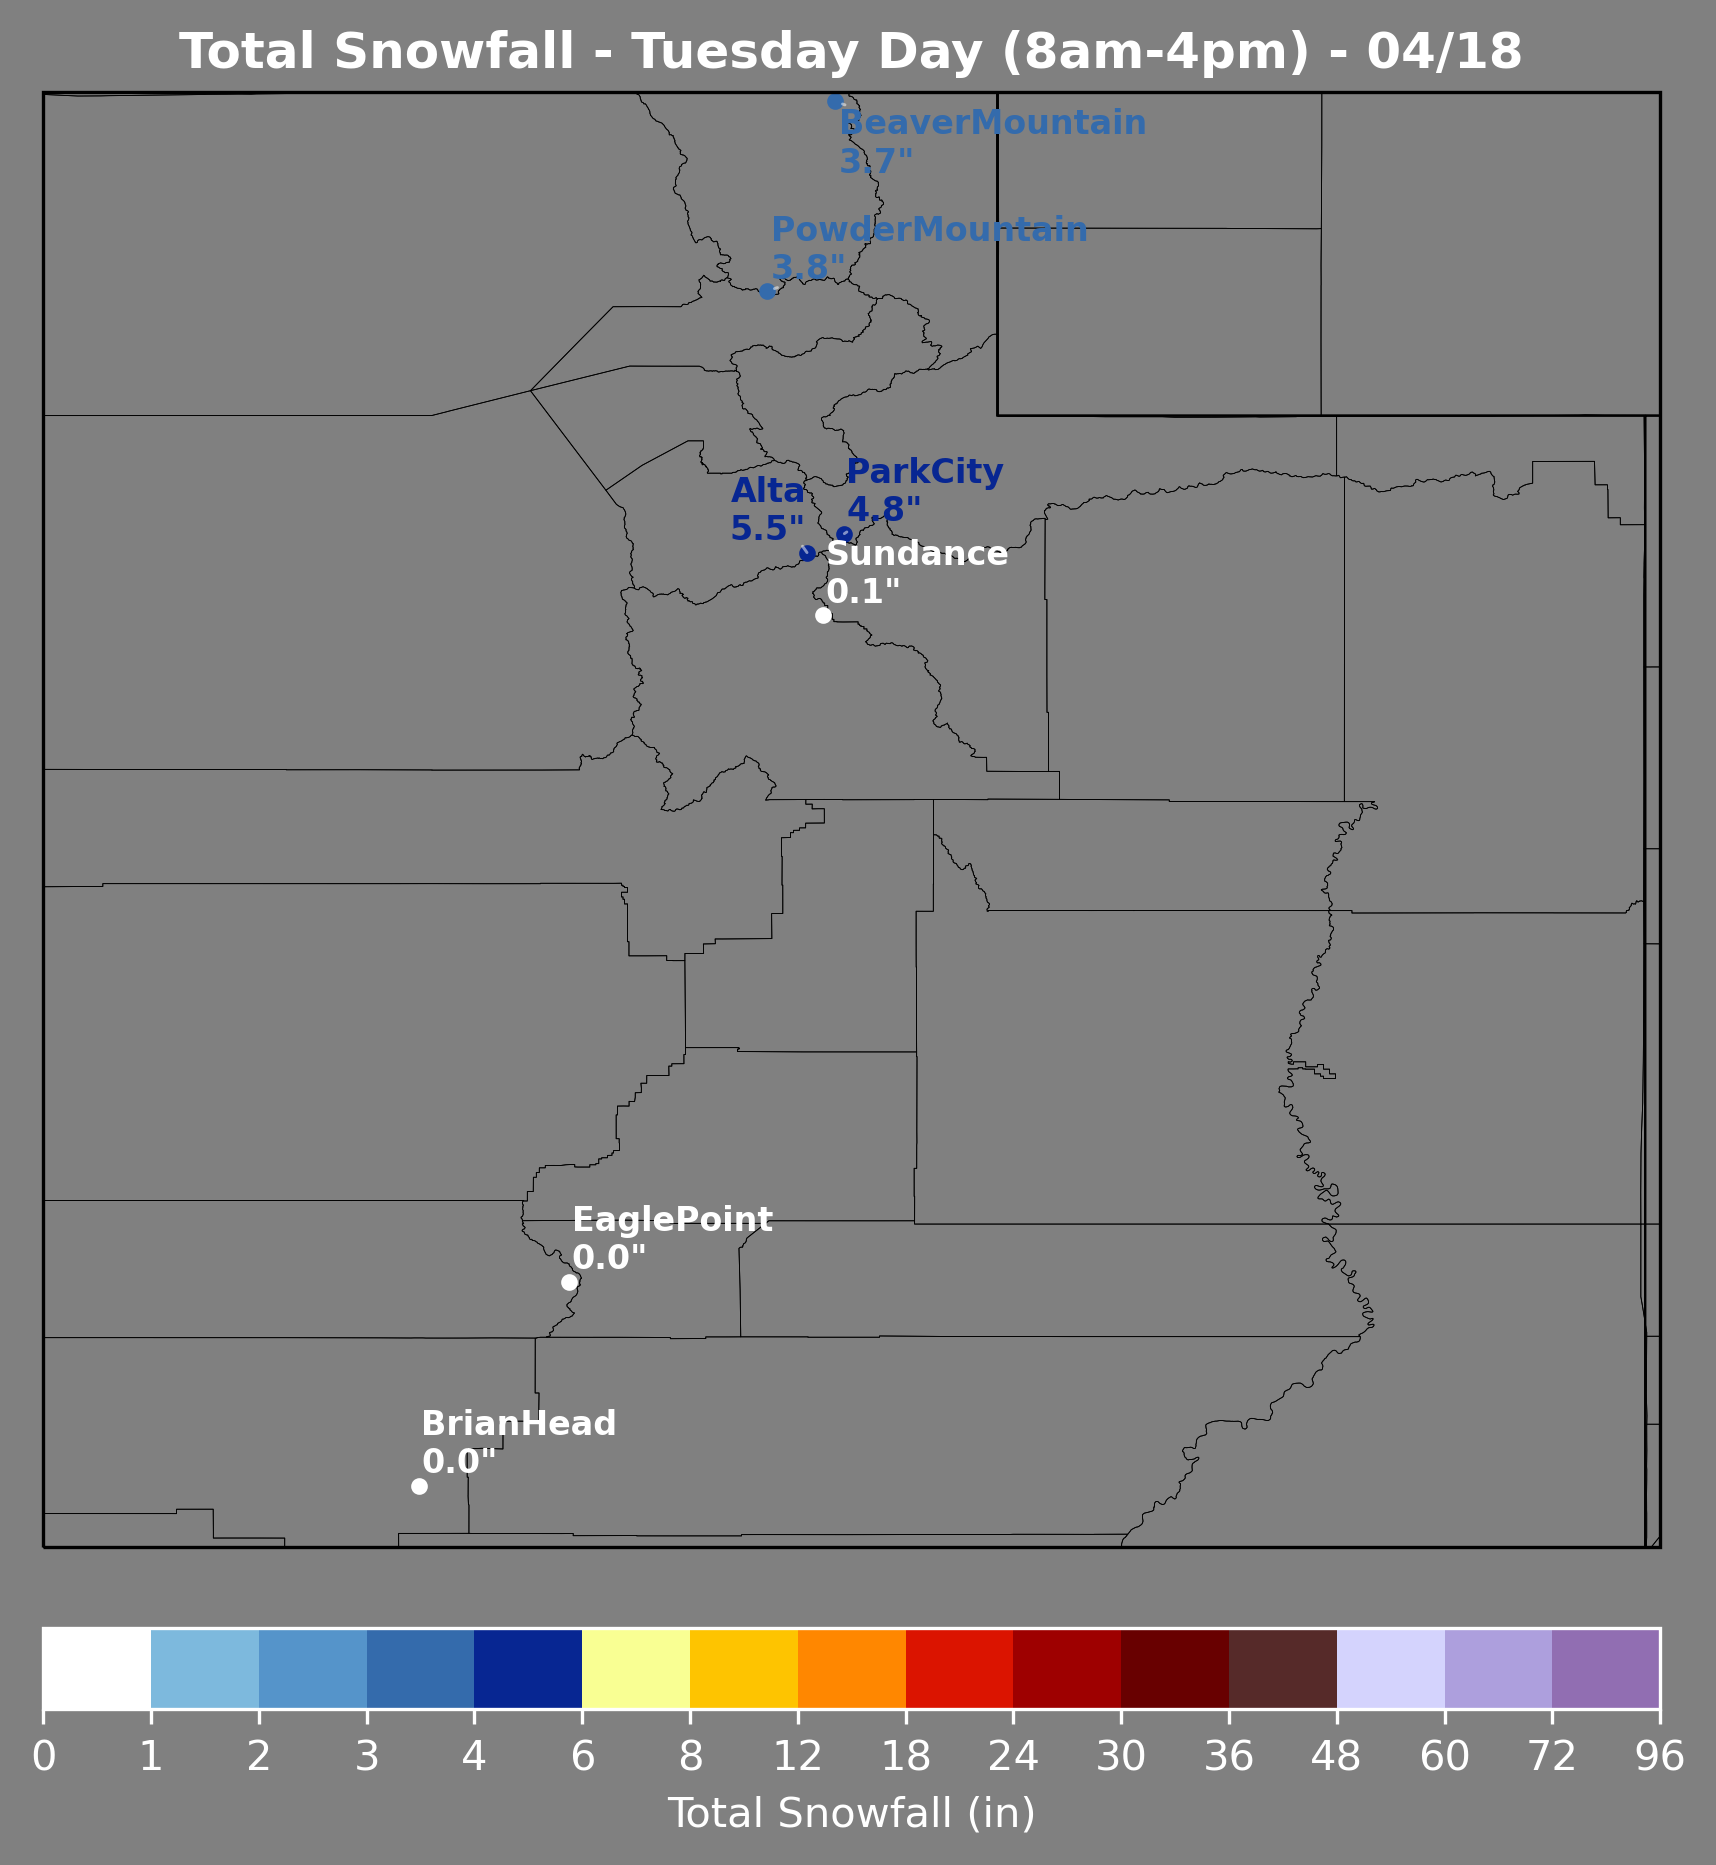 Total Snowfall - Tuesday Day (8am-4pm) - 04/18
BeaverMountain
3.7"
PowderMountain
3.8"
ParkCity
4.8"
Alta
5.5"
Sundance
0.1"
EaglePoint
0.0"
BrianHead
0.0"
0 1 2 3 4 6 8 12 18 24 30 36 48 60 72 96
Total Snowfall (in)